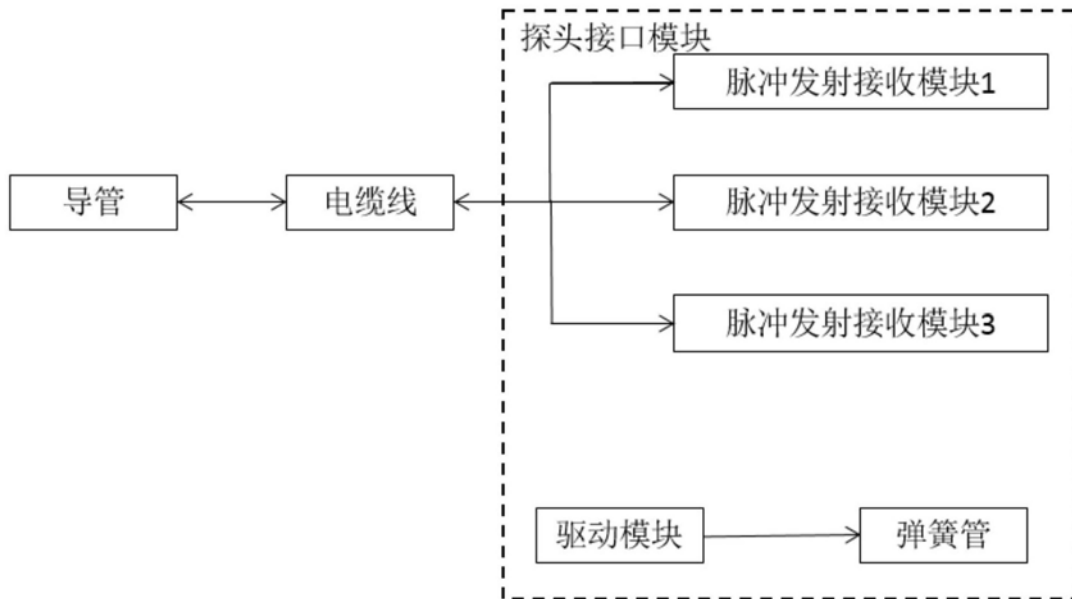 探头接口模块
脉冲发射接收模块1
导管
电缆线
脉冲发射接收模块2
脉冲发射接收模块3
驱动模块
弹簧管